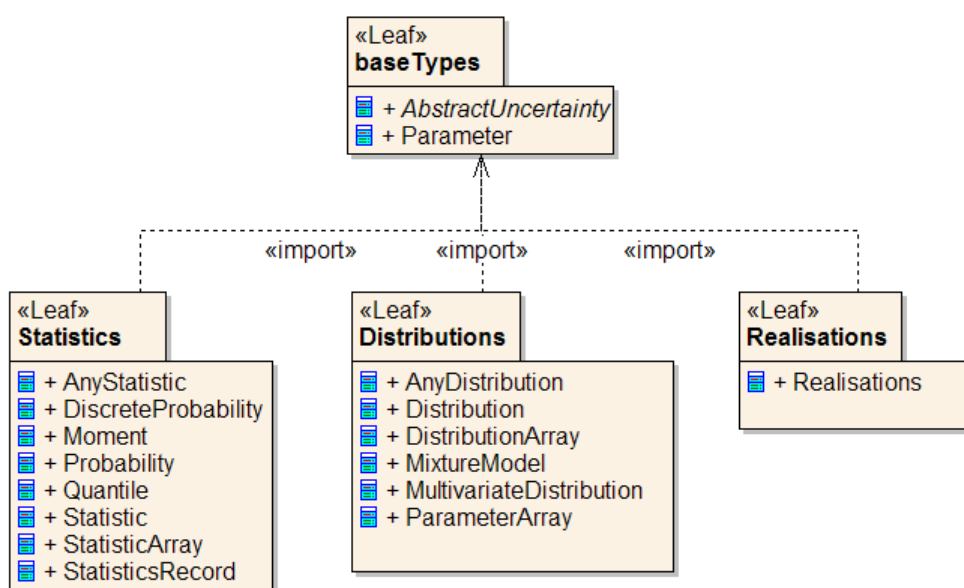 «Leaf»
baseTypes
+ AbstractUncertainty
+ Parameter
«import» «import» «import»
«Leaf»
Statistics
+ AnyStatistic
+ DiscreteProbability
+ Moment
+ Probability
+ Quantile
+ Statistic
+ StatisticArray
+ StatisticsRecord
«Leaf»
Distributions
+ AnyDistribution
+ Distribution
+ DistributionArray
+ MixtureModel
+ MultivariateDistribution
+ ParameterArray
«Leaf»
Realisations
+ Realisations